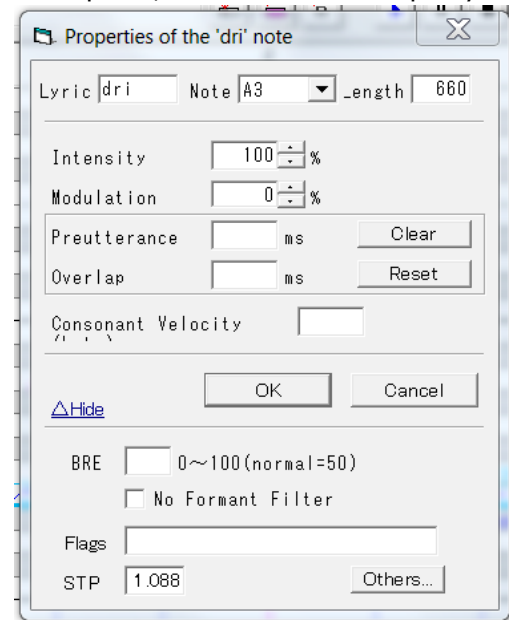 Properties of the 'dri' note
Lyric dri Note A3 Length 660
Intensity 100 %
Modulation 0 %
Preutterance ms Clear
Overlap ms Reset
Consonant Velocity
OK Cancel
△Hide
BRE 0～100(normal=50)
No Formant Filter
Flags
STP 1.088 Others...